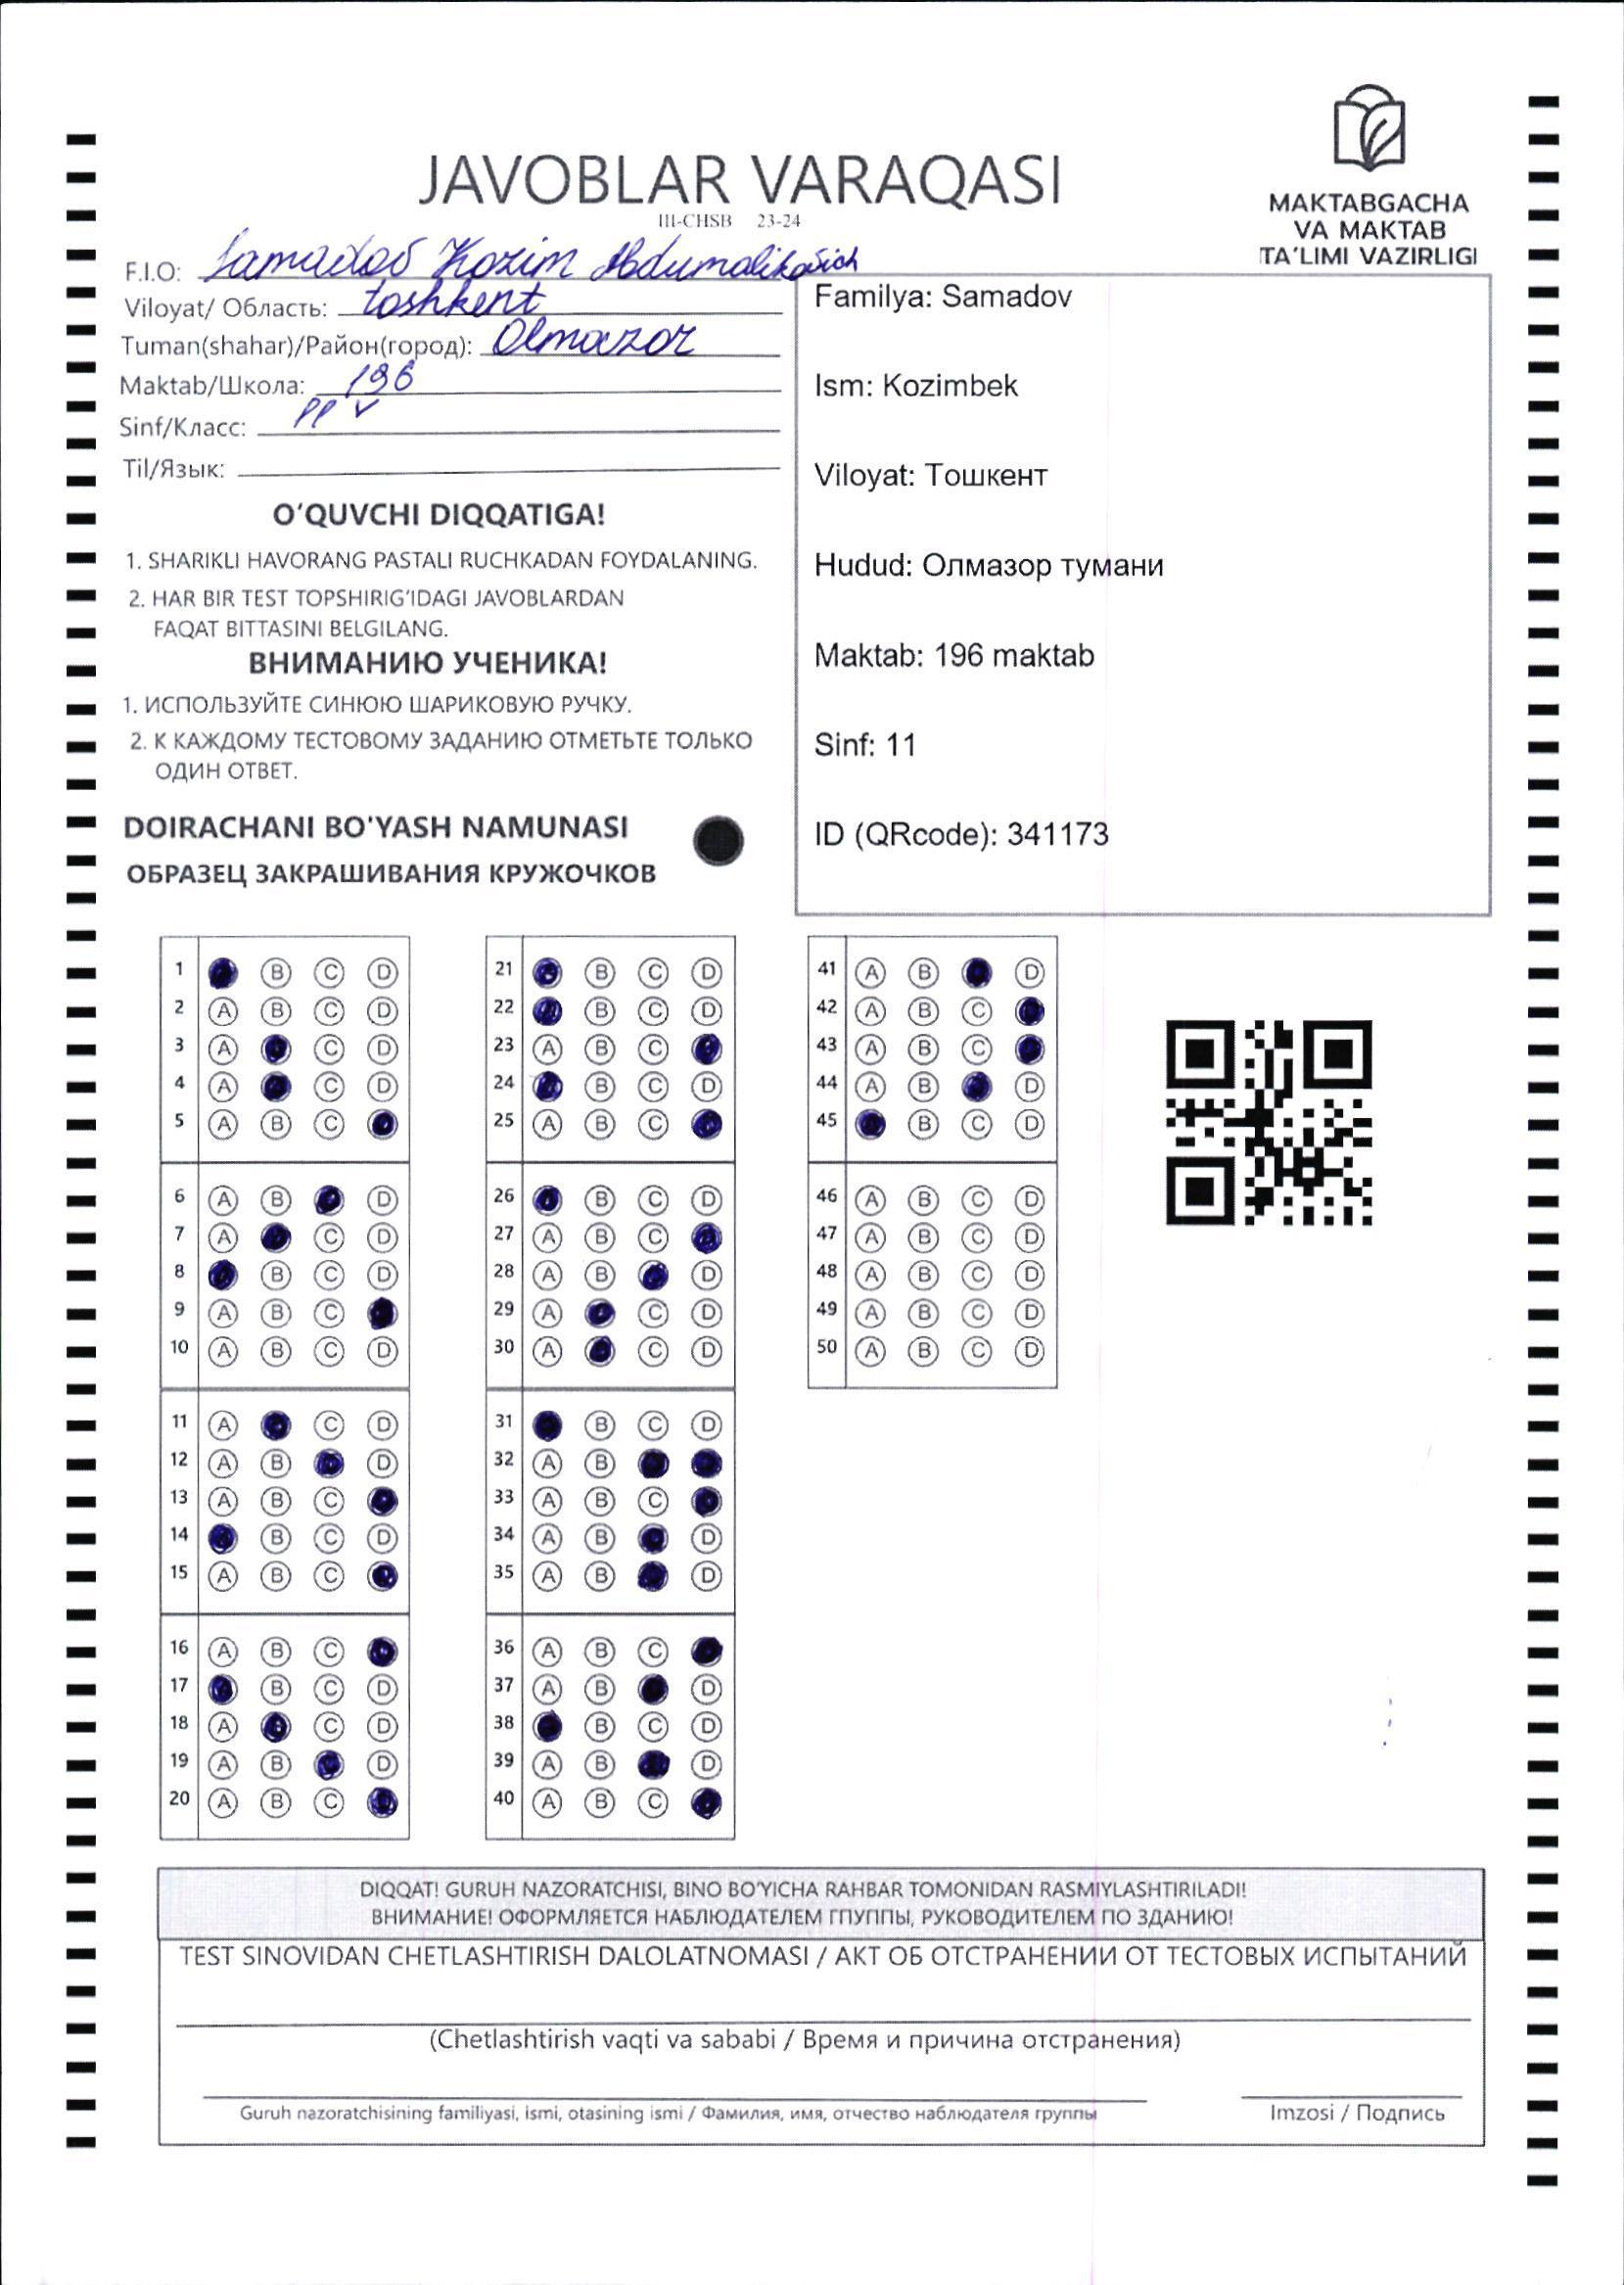 JAVOBLAR VARAQASI
III-CHSB 23-24
MAKTABGACHA
VA MAKTAB
TA'LIMI VAZIRLIGI
F.I.O: Samadov Kozim Abdumalikovich
Viloyat/ Область: toshkent
Tuman(shahar)/Район(город): Olmazor
Maktab/Школа: 196
Sinf/Класс:
Til/Язык:
Familya: Samadov
Ism: Kozimbek
Viloyat: Тошкент
Hudud: Олмазор тумани
Maktab: 196 maktab
Sinf: 11
ID (QRcode): 341173
O'QUVCHI DIQQATIGA!
1. SHARIKLI HAVORANG PASTALI RUCHKADAN FOYDALANING.
2. HAR BIR TEST TOPSHIRIG'IDAGI JAVOBLARDAN
FAQAT BITTASINI BELGILANG.
ВНИМАНИЮ УЧЕНИКА!
1. ИСПОЛЬЗУЙТЕ СИНЮЮ ШАРИКОВУЮ РУЧКУ.
2. К КАЖДОМУ ТЕСТОВОМУ ЗАДАНИЮ ОТМЕТЬТЕ ТОЛЬКО
ОДИН ОТВЕТ.
DOIRACHANI BO'YASH NAMUNASI
ОБРАЗЕЦ ЗАКРАШИВАНИЯ КРУЖОЧКОВ
1 B C D
2 A B C D
3 A C D
4 A C D
5 A B C
6 A B D
7 A C D
8 B C D
9 A B C
10 A B C D
11 A C D
12 A B D
13 A B C
14 B C D
15 A B C
16 A B C
17 B C D
18 A C D
19 A B D
20 A B C
21 B C D
22 B C D
23 A B C
24 B C D
25 A B C
26 B C D
27 A B C
28 A B D
29 A C D
30 A C D
31 B C D
32 A B
33 A B C
34 A B D
35 A B D
36 A B C
37 A B D
38 B C D
39 A B D
40 A B C
41 A B D
42 A B C
43 A B C
44 A B D
45 B C D
46 A B C D
47 A B C D
48 A B C D
49 A B C D
50 A B C D
DIQQAT! GURUH NAZORATCHISI, BINO BO'YICHA RAHBAR TOMONIDAN RASMIYLASHTIRILADI!
ВНИМАНИЕ! ОФОРМЛЯЕТСЯ НАБЛЮДАТЕЛЕМ ГПУППЫ, РУКОВОДИТЕЛЕМ ПО ЗДАНИЮ!
TEST SINOVIDAN CHETLASHTIRISH DALOLATNOMASI / АКТ ОБ ОТСТРАНЕНИИ ОТ ТЕСТОВЫХ ИСПЫТАНИЙ
(Chetlashtirish vaqti va sababi / Время и причина отстранения)
Guruh nazoratchisining familiyasi, ismi, otasining ismi / Фамилия, имя, отчество наблюдателя группы
Imzosi / Подпись